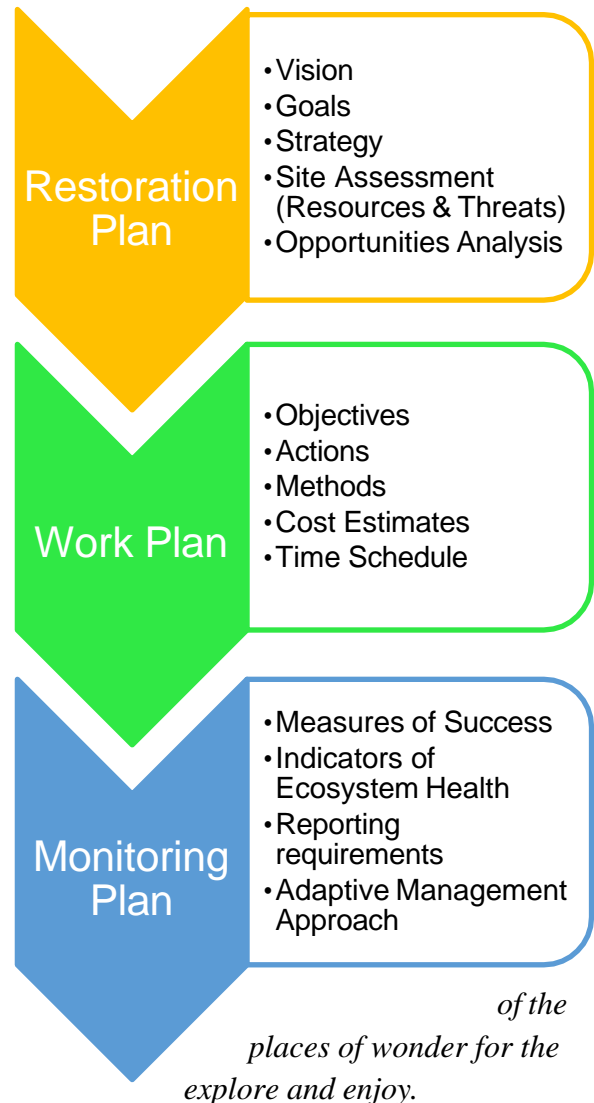 Restoration
Plan
•Vision
•Goals
•Strategy
•Site Assessment
(Resources & Threats)
•Opportunities Analysis
Work Plan
•Objectives
•Actions
•Methods
•Cost Estimates
•Time Schedule
Monitoring
Plan
•Measures of Success
•Indicators of
Ecosystem Health
•Reporting
requirements
•Adaptive Management
Approach
of the
places of wonder for the
explore and enjoy.